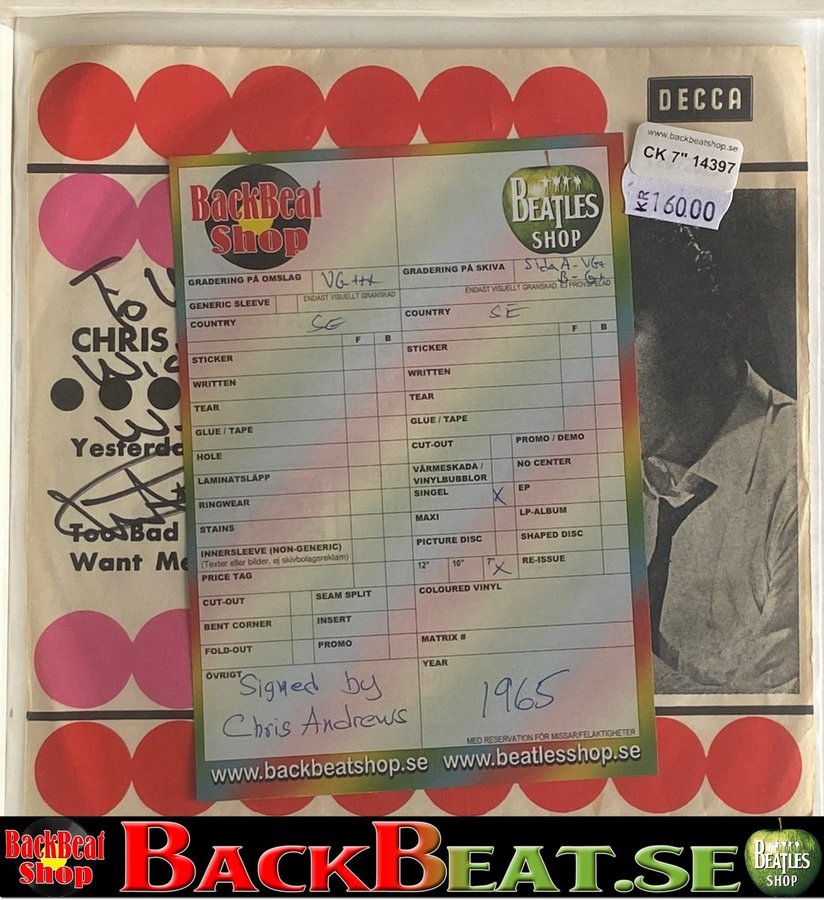 DECCA
www.backbeatshop.se
CK 7" 14397
KR 160.00
BackBeat
Shop
BEATLES
SHOP
GRADERING PÅ OMSLAG VG+++
GRADERING PÅ SKIVA Sida A - VG+
B - G+
GENERIC SLEEVE
ENDAST VISUELLT GRANSKAD
ENDAST VISUELLT GRANSKAD, EJ PROVSPELAD
COUNTRY SE
COUNTRY SE
F B
F B
STICKER
STICKER
WRITTEN
WRITTEN
TEAR
TEAR
GLUE / TAPE
GLUE / TAPE
HOLE
CUT-OUT
PROMO / DEMO
LAMINATSLÄPP
VÄRMESKADA /
VINYLBUBBLOR
NO CENTER
RINGWEAR
SINGEL X
EP
STAINS
MAXI
LP-ALBUM
INNERSLEEVE (NON-GENERIC)
(Texter eller bilder, ej skivbolagsreklam)
PICTURE DISC
SHAPED DISC
PRICE TAG
12" 10" 7" X
RE-ISSUE
CUT-OUT
SEAM SPLIT
COLOURED VINYL
BENT CORNER
INSERT
FOLD-OUT
PROMO
MATRIX #
ÖVRIGT
Signed by
Chris Andrews
YEAR
1965
MED RESERVATION FÖR MISSAR/FELAKTIGHETER
www.backbeatshop.se www.beatlesshop.se
To
CHRIS
Yesterda
Too Bad
Want Me
BackBeat
Shop
BACKBEAT.SE
BEATLES
SHOP